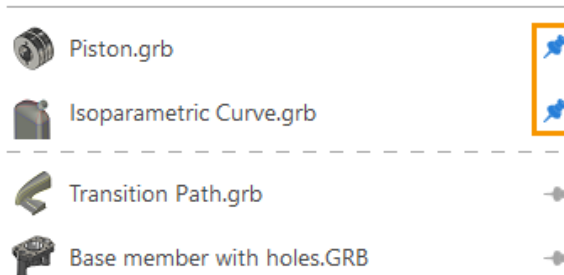 Piston.grb
Isoparametric Curve.grb
Transition Path.grb
Base member with holes.GRB